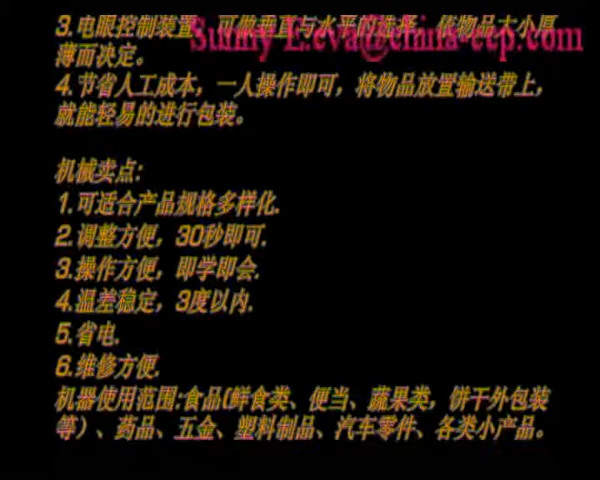 3.电眼控制装置，可做垂直与水平的选择，依物品大小厚
Sunny L:eva@china-ccp.com
薄而决定。
4.节省人工成本，一人操作即可，将物品放置输送带上，
就能轻易的进行包装。
机械卖点:
1.可适合产品规格多样化.
2.调整方便，30秒即可.
3.操作方便，即学即会.
4.温差稳定，3度以内.
5.省电.
6.维修方便.
机器使用范围:食品(鲜食类、便当、蔬果类，饼干外包装
等）、药品、五金、塑料制品、汽车零件、各类小产品。